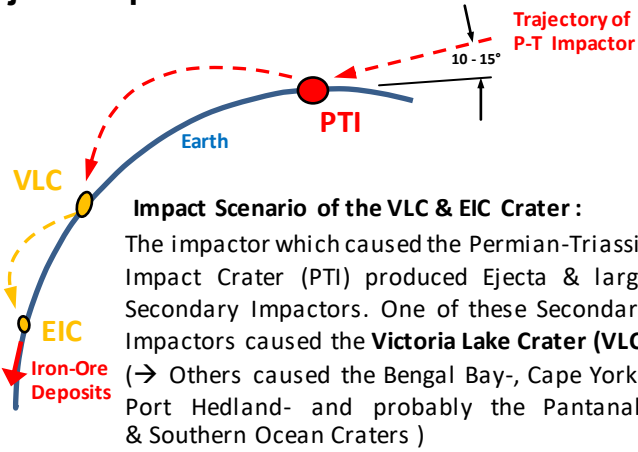 Trajectory of
P-T Impactor
10 - 15°
PTI
Earth
VLC
Impact Scenario of the VLC & EIC Crater :
The impactor which caused the Permian-Triassi
Impact Crater (PTI) produced Ejecta & larg
Secondary Impactors. One of these Secondar
Impactors caused the Victoria Lake Crater (VLC
EIC
Iron-Ore
Deposits
(→ Others caused the Bengal Bay-, Cape York
Port Hedland- and probably the Pantanal
& Southern Ocean Craters )